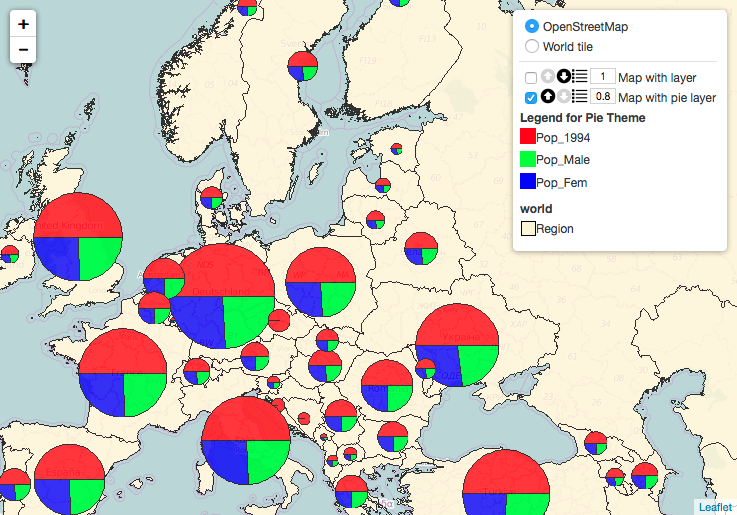 +
−
OpenStreetMap
World tile
1 Map with layer
0.8 Map with pie layer
Legend for Pie Theme
Pop_1994
Pop_Male
Pop_Fem
world
Region
United Kingdom
Deutschland
Україна
España
Leaflet